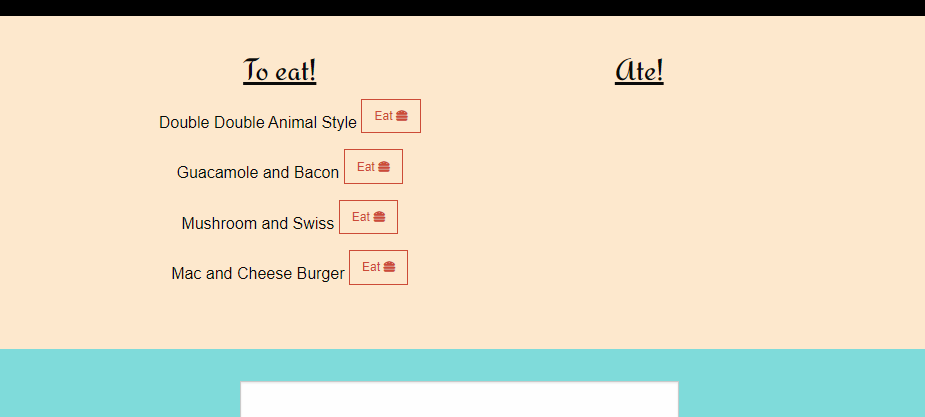 To eat!
Ate!
Double Double Animal Style Eat
Guacamole and Bacon Eat
Mushroom and Swiss Eat
Mac and Cheese Burger Eat